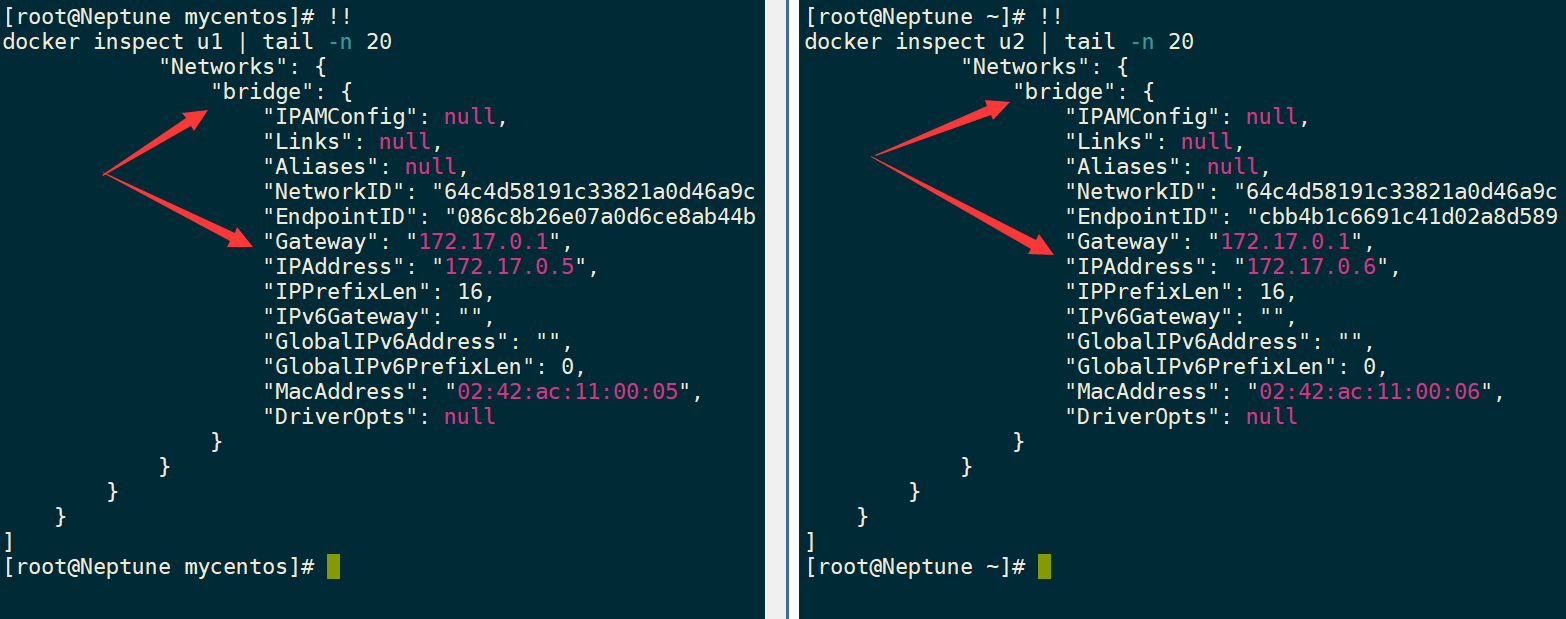 [root@Neptune mycentos]# !!
docker inspect u1 | tail -n 20
"Networks": {
"bridge": {
"IPAMConfig": null,
"Links": null,
"Aliases": null,
"NetworkID": "64c4d58191c33821a0d46a9c
"EndpointID": "086c8b26e07a0d6ce8ab44b
"Gateway": "172.17.0.1",
"IPAddress": "172.17.0.5",
"IPPrefixLen": 16,
"IPv6Gateway": "",
"GlobalIPv6Address": "",
"GlobalIPv6PrefixLen": 0,
"MacAddress": "02:42:ac:11:00:05",
"DriverOpts": null
}
}
}
}
]
[root@Neptune mycentos]#
[root@Neptune ~]# !!
docker inspect u2 | tail -n 20
"Networks": {
"bridge": {
"IPAMConfig": null,
"Links": null,
"Aliases": null,
"NetworkID": "64c4d58191c33821a0d46a9c
"EndpointID": "cbb4b1c6691c41d02a8d589
"Gateway": "172.17.0.1",
"IPAddress": "172.17.0.6",
"IPPrefixLen": 16,
"IPv6Gateway": "",
"GlobalIPv6Address": "",
"GlobalIPv6PrefixLen": 0,
"MacAddress": "02:42:ac:11:00:06",
"DriverOpts": null
}
}
}
}
]
[root@Neptune ~]#